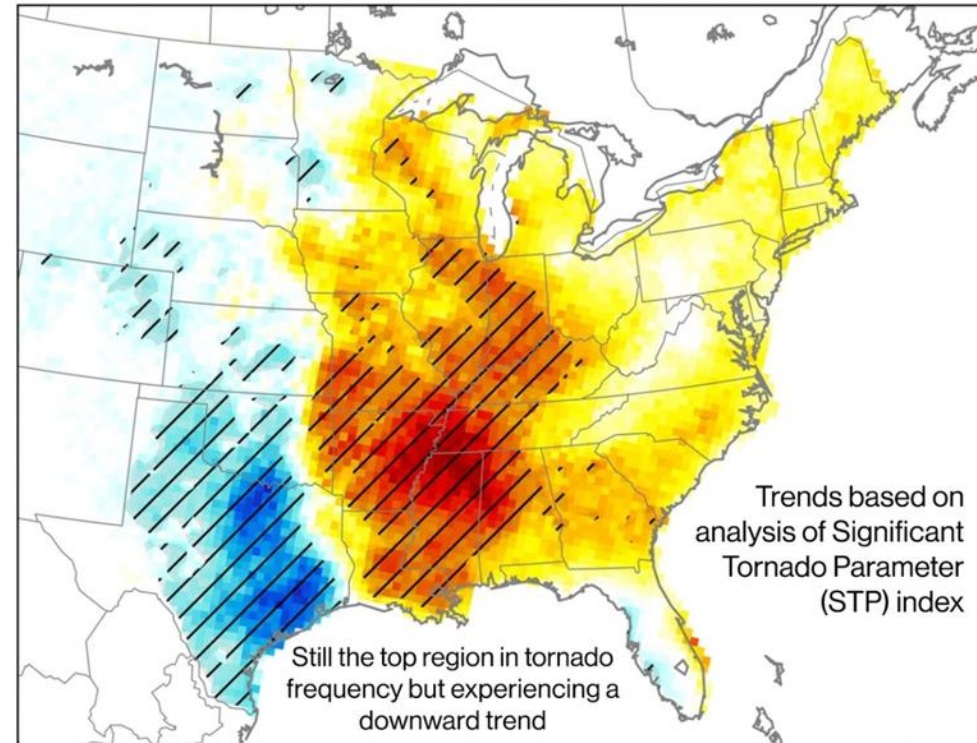 Trends based on
analysis of Significant
Tornado Parameter
(STP) index
Still the top region in tornado
frequency but experiencing a
downward trend